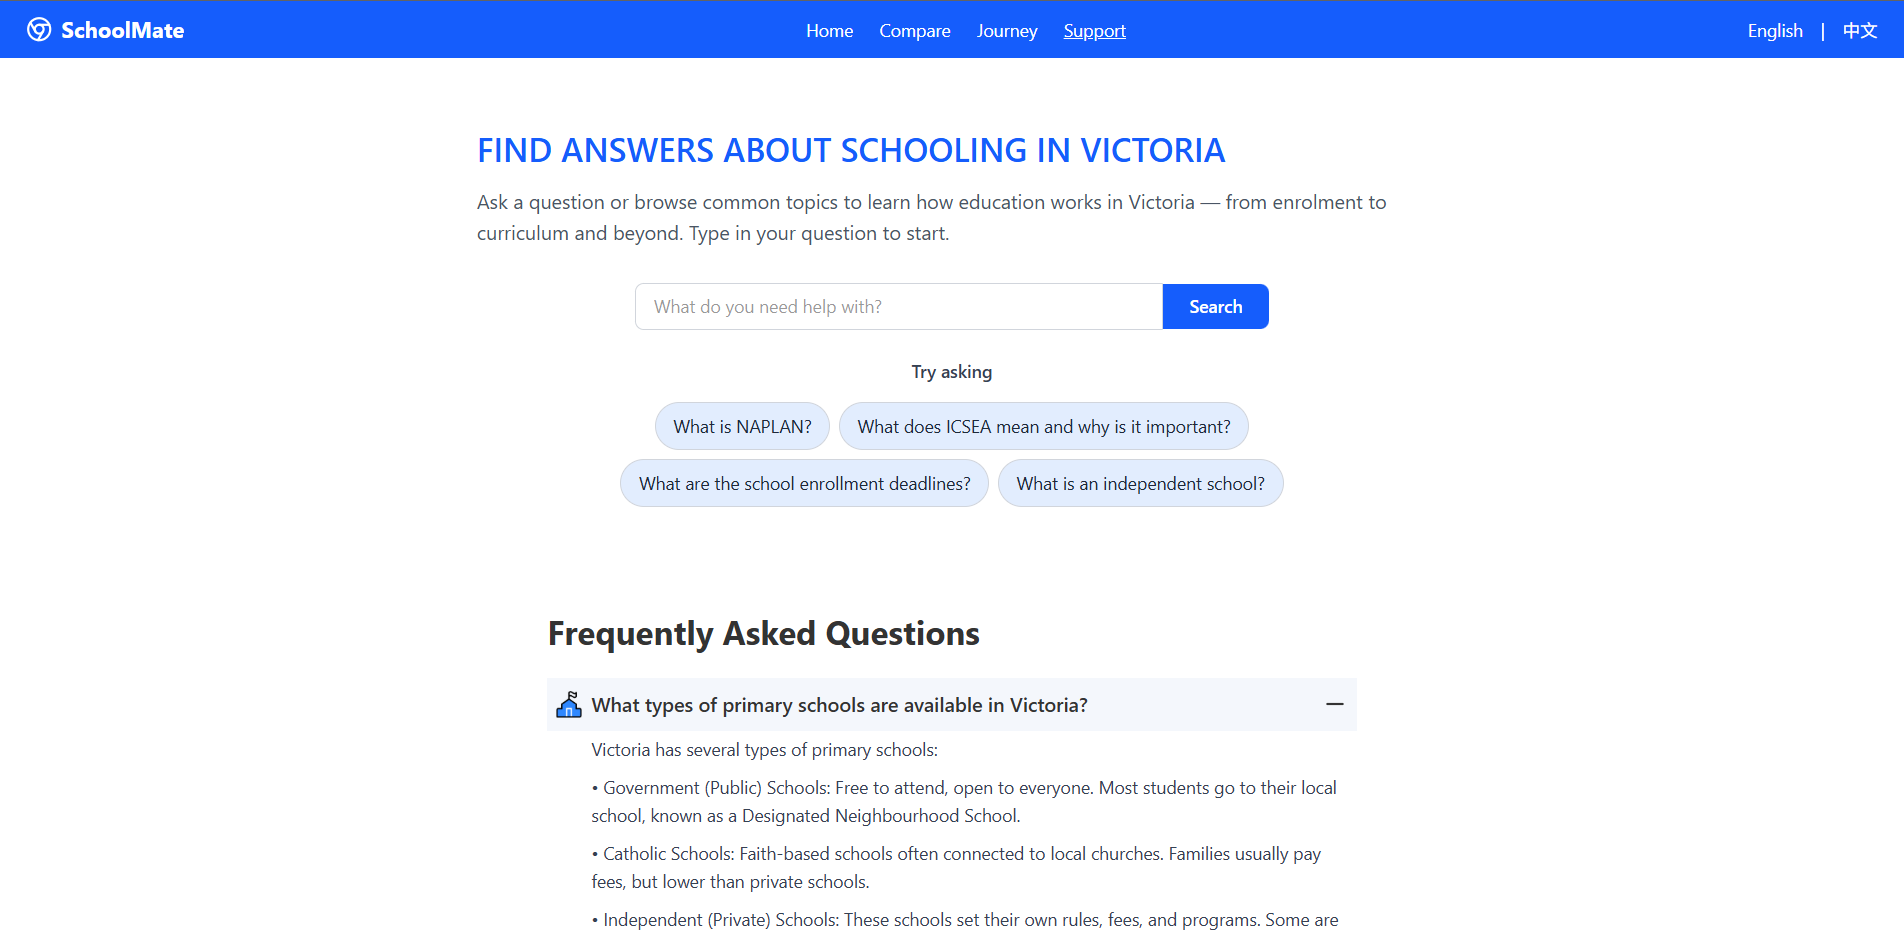 SchoolMate
Home Compare Journey Support
English | 中文
FIND ANSWERS ABOUT SCHOOLING IN VICTORIA
Ask a question or browse common topics to learn how education works in Victoria — from enrolment to
curriculum and beyond. Type in your question to start.
What do you need help with?
Search
Try asking
What is NAPLAN?
What does ICSEA mean and why is it important?
What are the school enrollment deadlines?
What is an independent school?
Frequently Asked Questions
What types of primary schools are available in Victoria?
Victoria has several types of primary schools:
• Government (Public) Schools: Free to attend, open to everyone. Most students go to their local
school, known as a Designated Neighbourhood School.
• Catholic Schools: Faith-based schools often connected to local churches. Families usually pay
fees, but lower than private schools.
• Independent (Private) Schools: These schools set their own rules, fees, and programs. Some are